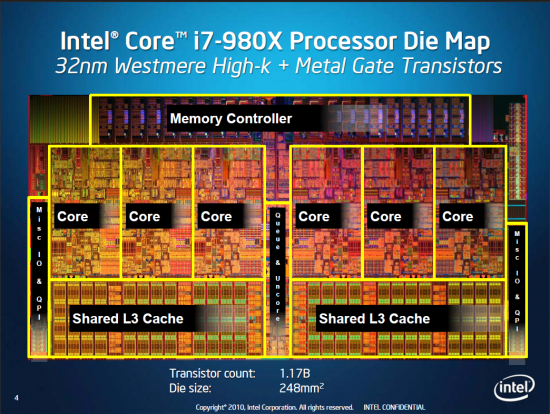 Intel® Core™ i7-980X Processor Die Map
32nm Westmere High-k + Metal Gate Transistors
Memory Controller
Core
Core
Core
Core
Core
Core
Misc IO & QPI
Queue & Uncore
Misc IO & QPI
Shared L3 Cache
Shared L3 Cache
Transistor count: 1.17B
Die size: 248mm²
4
Copyright® 2010, Intel Corporation. All rights reserved. INTEL CONFIDENTIAL
intel)